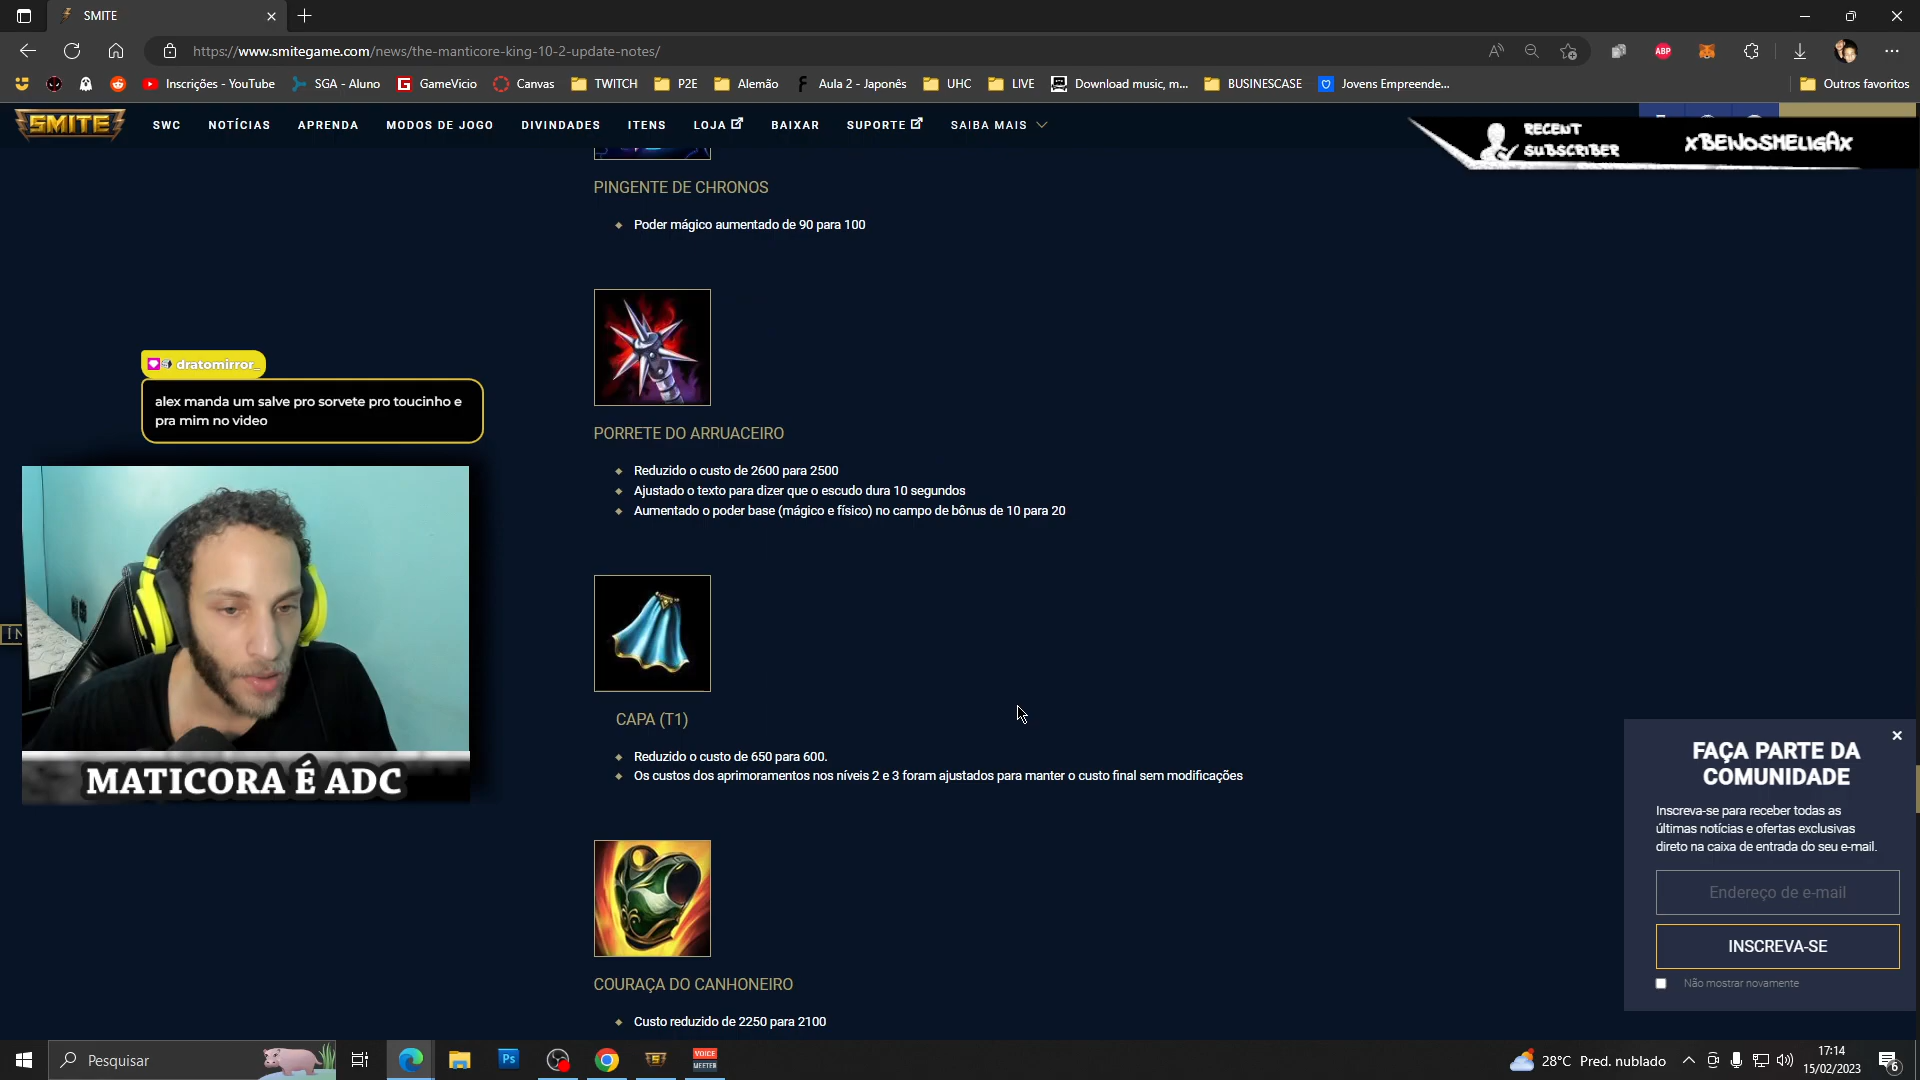 SMITE
https://www.smitegame.com/news/the-manticore-king-10-2-update-notes/
Inscrições - YouTube
SGA - Aluno
GameVicio
Canvas
TWITCH
P2E
Alemão
Aula 2 - Japonês
UHC
LIVE
Download music, m...
BUSINESCASE
Jovens Empreende...
Outros favoritos
SMITE
SWC
NOTÍCIAS
APRENDA
MODOS DE JOGO
DIVINDADES
ITENS
LOJA
BAIXAR
SUPORTE
SAIBA MAIS
RECENT
SUBSCRIBER
xBEIJOSMELIGAx
PINGENTE DE CHRONOS
Poder mágico aumentado de 90 para 100
PORRETE DO ARRUACEIRO
Reduzido o custo de 2600 para 2500
Ajustado o texto para dizer que o escudo dura 10 segundos
Aumentado o poder base (mágico e físico) no campo de bônus de 10 para 20
dratomirror_
alex manda um salve pro sorvete pro toucinho e
pra mim no video
MATICORA É ADC
CAPA (T1)
Reduzido o custo de 650 para 600.
Os custos dos aprimoramentos nos níveis 2 e 3 foram ajustados para manter o custo final sem modificações
COURAÇA DO CANHONEIRO
Custo reduzido de 2250 para 2100
FAÇA PARTE DA
COMUNIDADE
Inscreva-se para receber todas as
últimas notícias e ofertas exclusivas
direto na caixa de entrada do seu e-mail.
Endereço de e-mail
INSCREVA-SE
Não mostrar novamente
Pesquisar
Ps
VOICE
MEETER
28°C Pred. nublado
17:14
15/02/2023
6
ABP